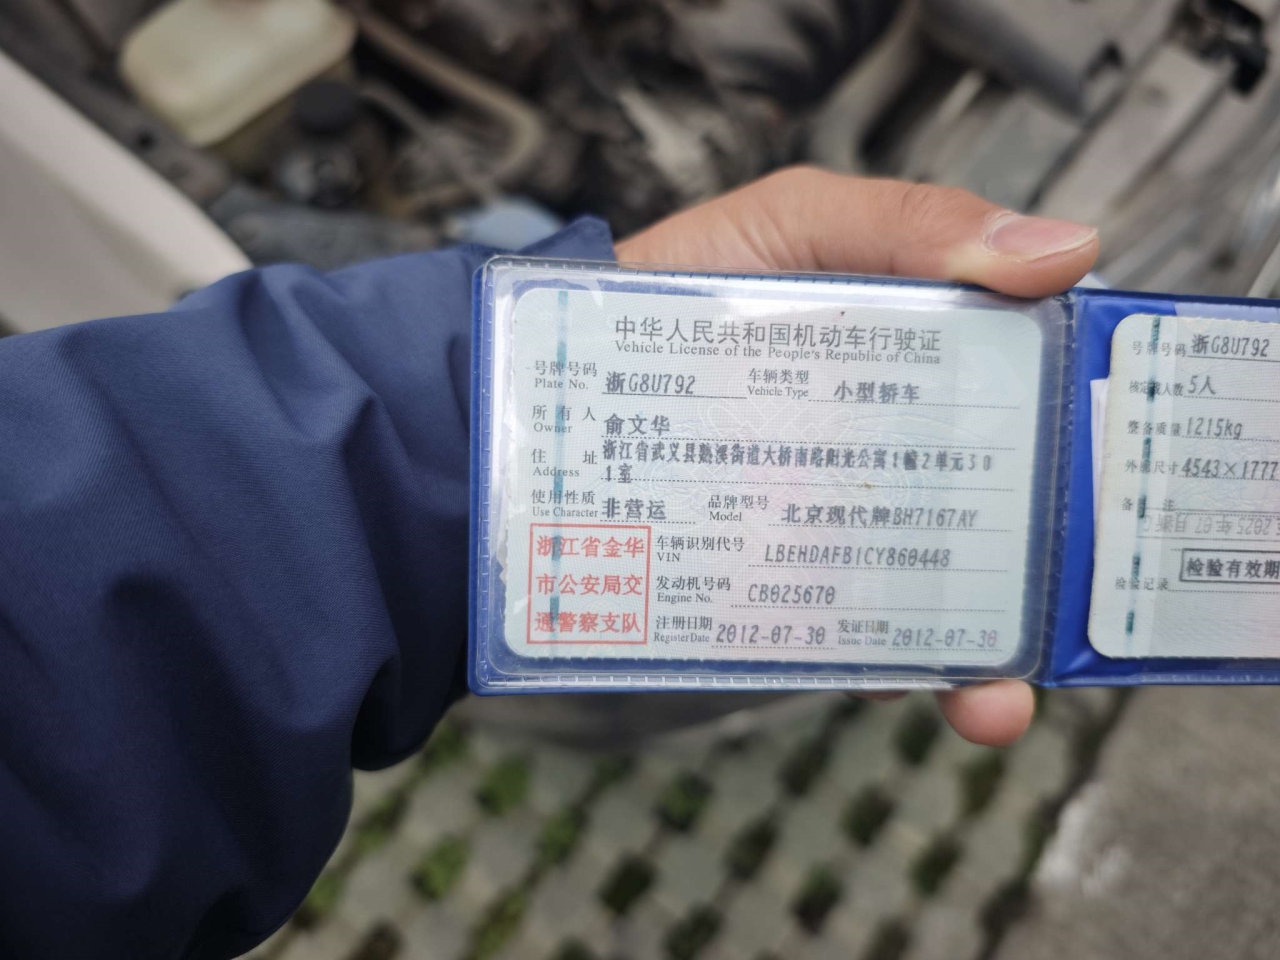 中华人民共和国机动车行驶证
Vehicle License of the People's Republic of China
号牌号码 浙G8U792 车辆类型 小型轿车
Plate No. Vehicle Type
所有人 俞文华
Owner
住址 浙江省武义县熟溪街道大桥南路阳光公寓1幢2单元30
Address 1室
使用性质 非营运 品牌型号 北京现代牌BH7167AY
Use Character Model
浙江省金华
市公安局交
通警察支队
车辆识别代号 LBEHDAFB1CY860448
VIN
发动机号码 CB025670
Engine No.
注册日期 2012-07-30 发证日期 2012-07-30
Register Date Issue Date
号牌号码 浙G8U792
核定载人数 5人
整备质量 1215kg
外廓尺寸 4543×1777
备注
检验有效期
检验记录